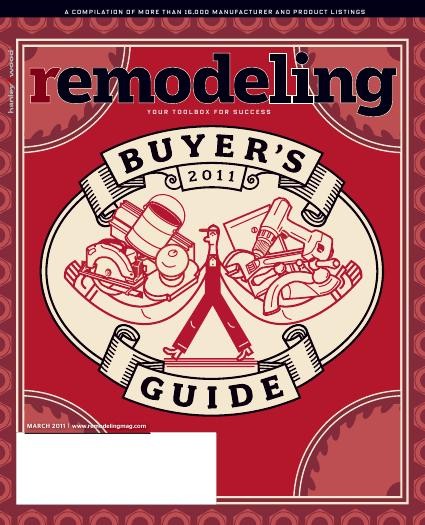 A COMPILATION OF MORE THAN 16,000 MANUFACTURER AND PRODUCT LISTINGS
hanley wood
remodeling
YOUR TOOLBOX FOR SUCCESS
BUYER'S
2011
GUIDE
MARCH 2011 | www.remodelingmag.com